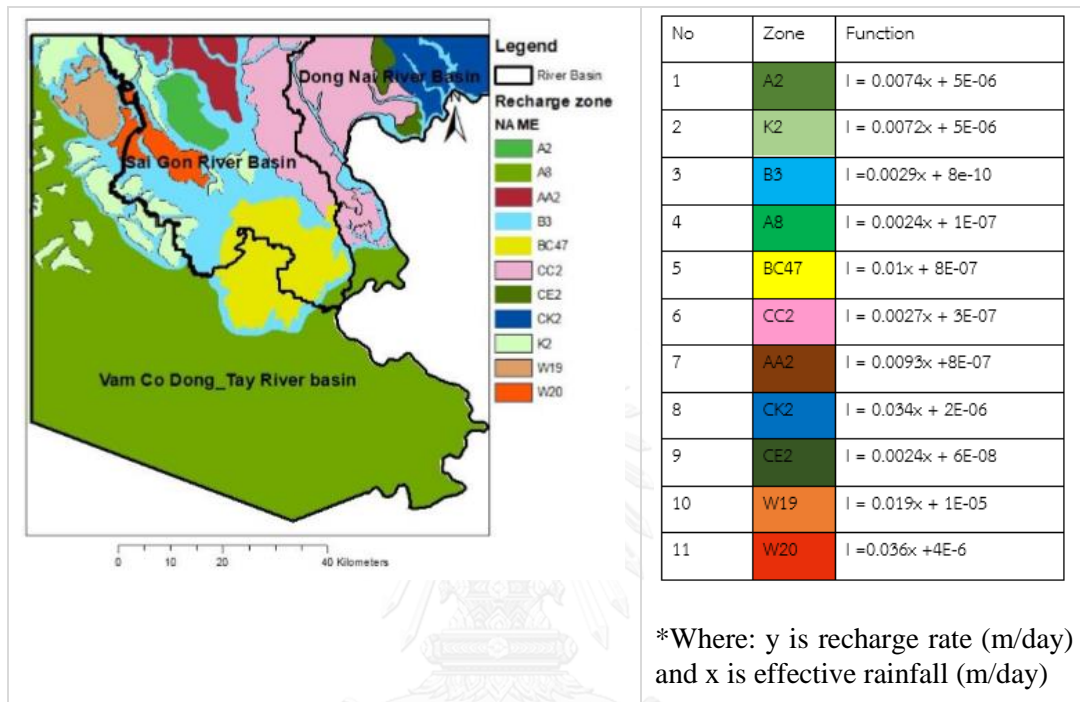 Legend
River Basin
Recharge zone
NAME
A2
A8
AA2
B3
BC47
CC2
CE2
CK2
K2
W19
W20
Dong Nai River Basin
Sai Gon River Basin
Vam Co Dong_Tay River basin
0 10 20 40 Kilometers
No Zone Function
1 A2 I = 0.0074x + 5E-06
2 K2 I = 0.0072x + 5E-06
3 B3 I =0.0029x + 8e-10
4 A8 I = 0.0024x + 1E-07
5 BC47 I = 0.01x + 8E-07
6 CC2 I = 0.0027x + 3E-07
7 AA2 I = 0.0093x +8E-07
8 CK2 I = 0.034x + 2E-06
9 CE2 I = 0.0024x + 6E-08
10 W19 I = 0.019x + 1E-05
11 W20 I =0.036x +4E-6
*Where: y is recharge rate (m/day)
and x is effective rainfall (m/day)